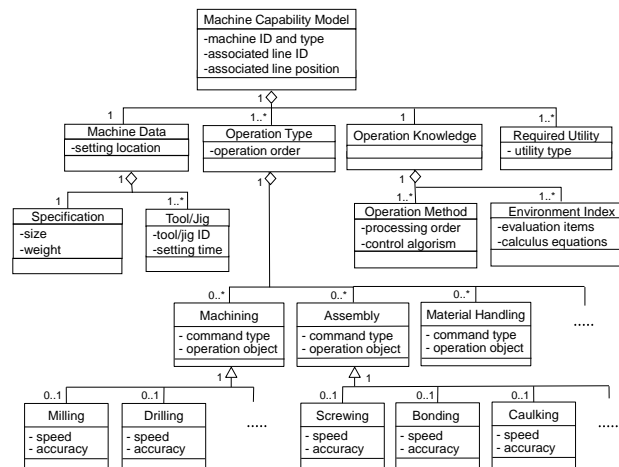 Machine Capability Model
-machine ID and type
-associated line ID
-associated line position
1
1
1..*
1
1..*
Machine Data
-setting location
Operation Type
-operation order
Operation Knowledge
Required Utility
- utility type
1
1
1
1
1..*
1..*
1..*
Specification
-size
-weight
Tool/Jig
-tool/jig ID
-setting time
Operation Method
-processing order
-control algorism
Environment Index
-evaluation items
-calculus equations
0..*
0..*
0..*
Machining
- command type
- operation object
Assembly
- command type
- operation object
Material Handling
- command type
- operation object
.....
1
1
0..1
0..1
0..1
0..1
0..1
Milling
- speed
- accuracy
Drilling
- speed
- accuracy
.....
Screwing
- speed
- accuracy
Bonding
- speed
- accuracy
Caulking
- speed
- accuracy
.....